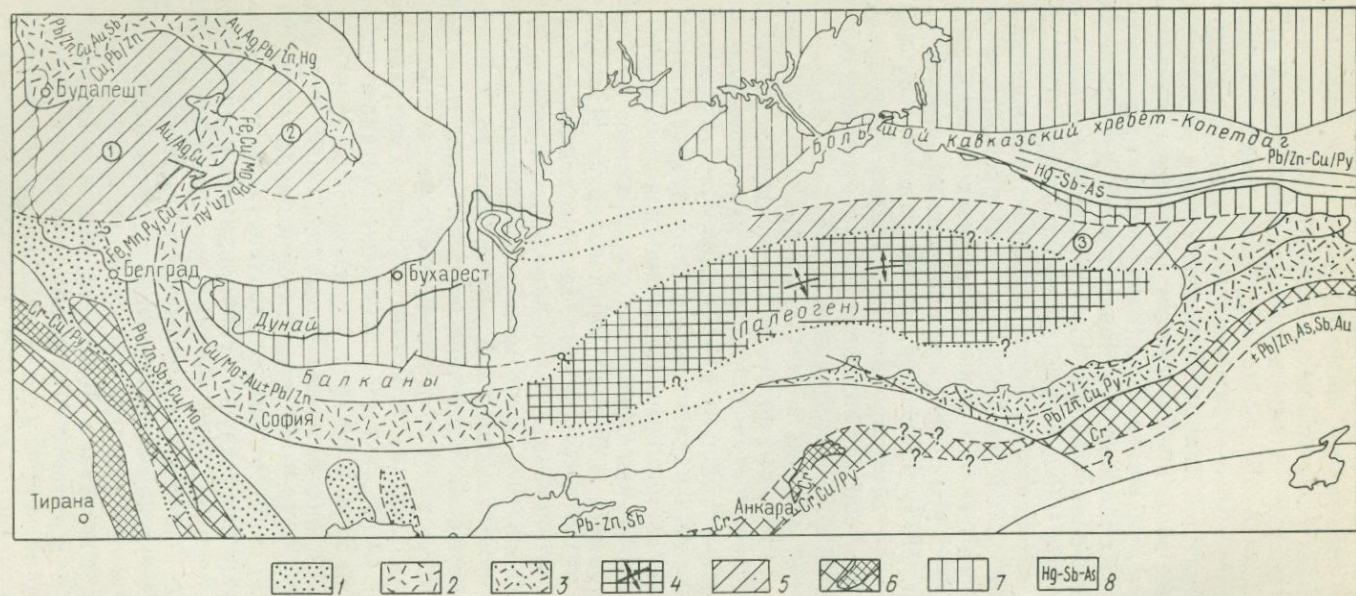 Pb/Zn,Cu,Au,Sb
Cu,Pb/Zn
Au,Ag,Pb/Zn,Hg
Будапешт
1
2
Au/Ag,Cu
Fe,Cu/Mo,Pb/Zn,Au
Fe,Mn,Py,Cu
Белград
Бухарест
Дунай
Балканы
Cu/Mo±Au±Pb/Zn
София
Pb/Zn,Sb±Cu/Mo
Cr-Cu/Py
Тирана
Pb-Zn,Sb
Большой Кавказский хребет-Копетдаг
Pb/Zn-Cu/Py
Hg-Sb-As
3
?
(палеоген)
?
?
?
Pb/Zn,Cu,Py
±Pb/Zn,As,Sb,Au
Cr
? ? ? ? ?
Анкара
Cr
Cr
Cr,Cu/Py
1 2 3 4 5 6 7 Hg-Sb-As 8